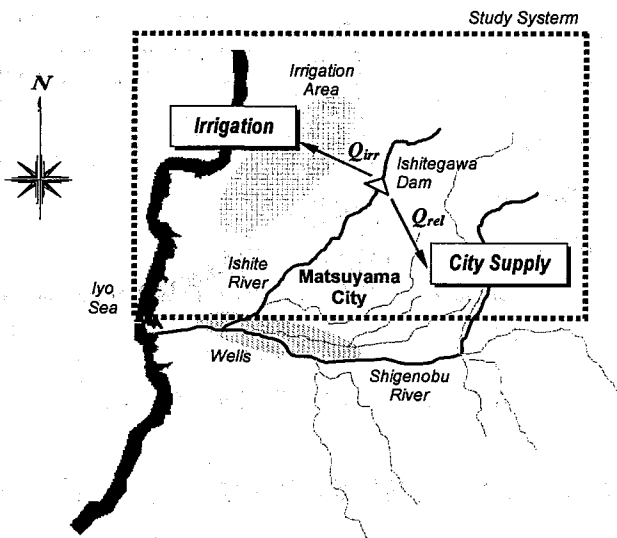 Study Systerm
Irrigation
Area
N
Irrigation
Qirr
Ishitegawa
Dam
Qrel
Ishite
River
Matsuyama
City
City Supply
Iyo
Sea
Wells
Shigenobu
River